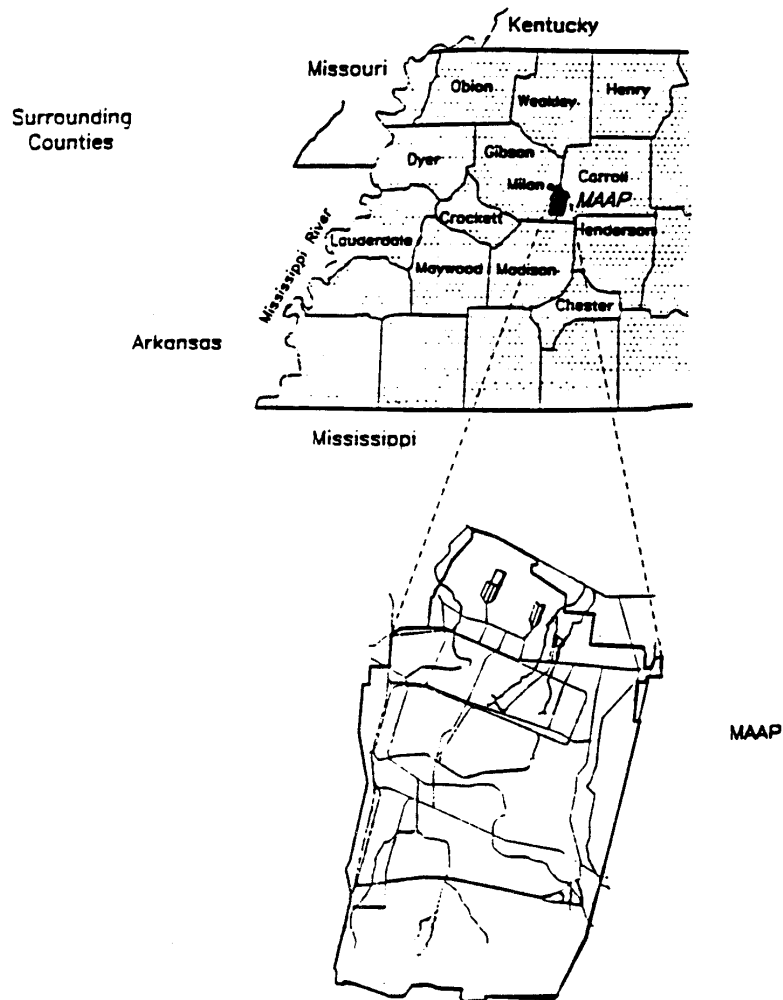 Kentucky
Missouri
Obion
Weakley
Henry
Surrounding
Counties
Dyer
Gibson
Carroll
Milan
MAAP
Crockett
Mississippi River
Lauderdale
Henderson
Maywood
Madison
Chester
Arkansas
Mississippi
MAAP